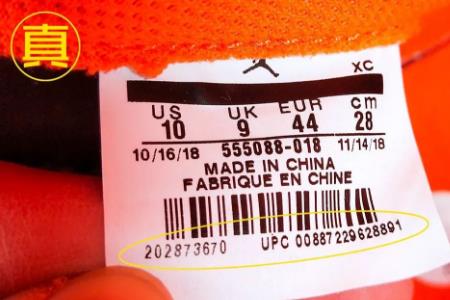 真
XC
US UK EUR cm
10 9 44 28
10/16/18 555088-018 11/14/18
MADE IN CHINA
FABRIQUE EN CHINE
202873670 UPC 00887229628891